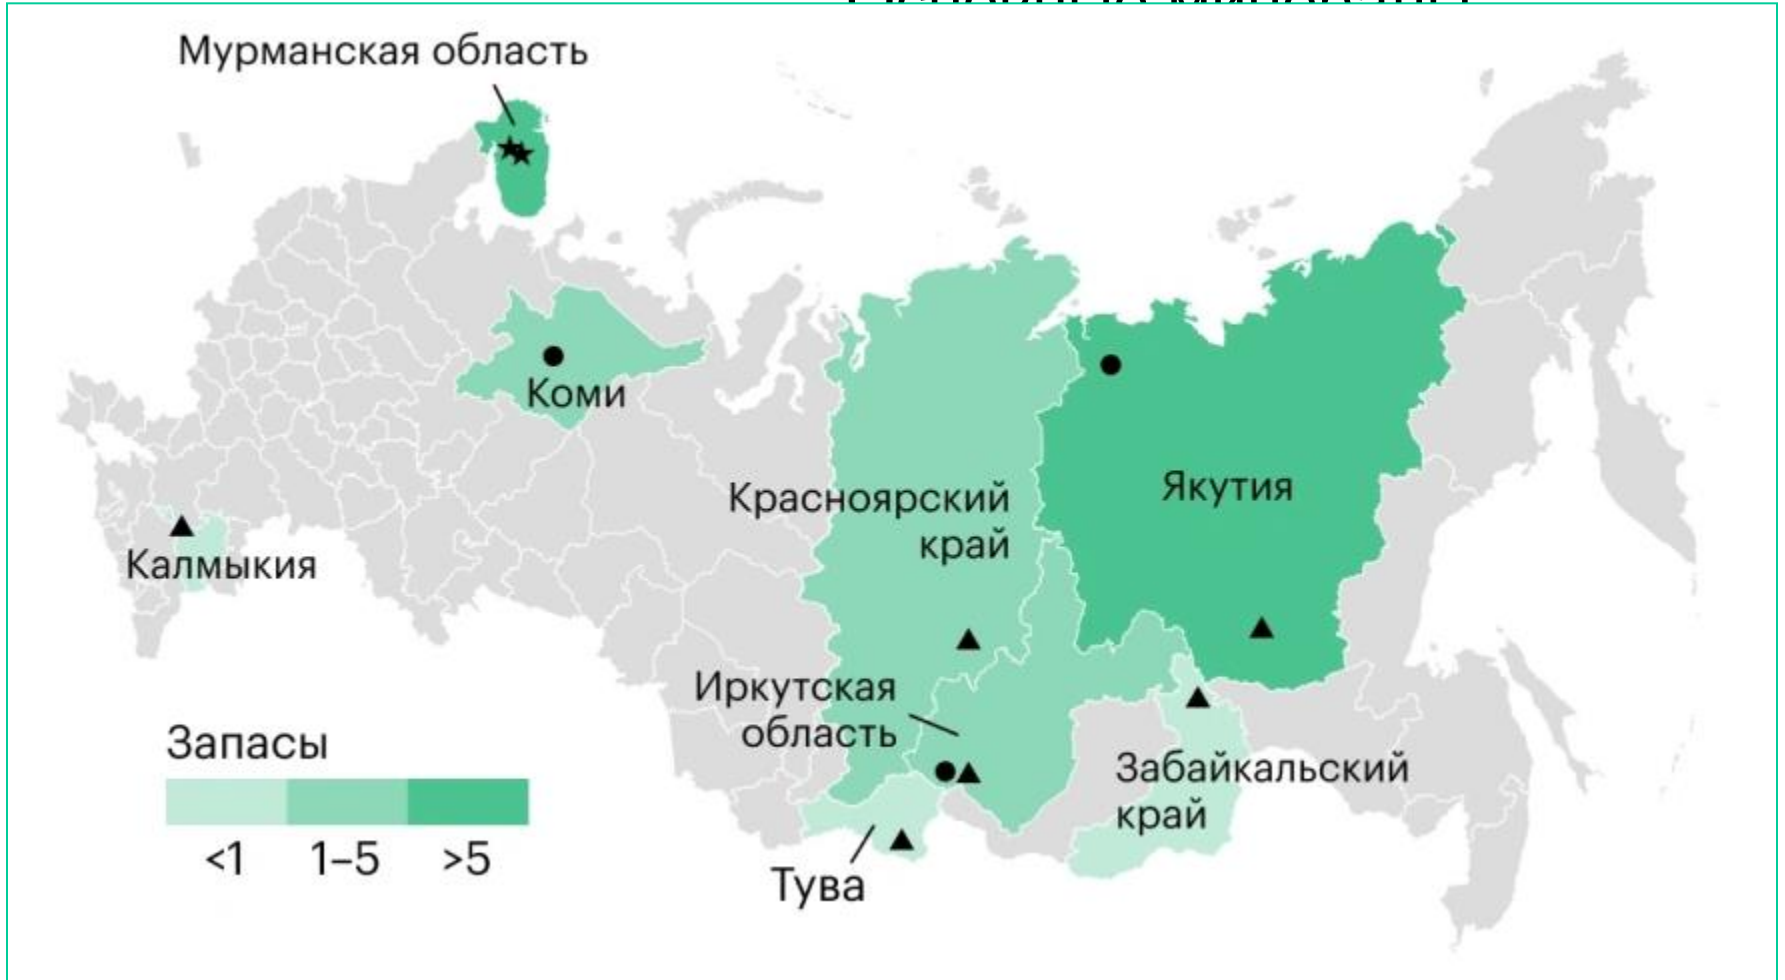 Мурманская область
Коми
Красноярский
край
Якутия
Калмыкия
Иркутская
область
Забайкальский
край
Тува
Запасы
<1 1–5 >5